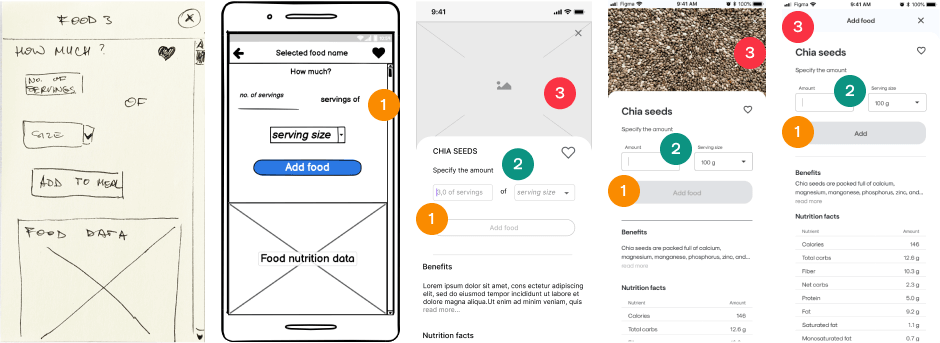 FOOD 3
X
HOW MUCH?
NO. OF
SERVINGS
OF
SIZE
ADD TO MEAL
FOOD DATA
Selected food name
How much?
no. of servings
servings of
1
serving size
Add food
Food nutrition data
9:41
3
CHIA SEEDS
2
Specify the amount
0,0 of servings
of
serving size
1
Add food
Benefits
Lorem ipsum dolor sit amet, cons ectetur adipiscing
elit, sed do eiusmod tempor incididunt ut labore et
dolore magna aliqua.Ut enim ad minim veniam, quis
read more...
Nutrition facts
Figma
9:41 AM
100%
3
Chia seeds
Specify the amount
2
Amount
Serving size
100 g
1
Add food
Benefits
Chia seeds are packed full of calcium,
magnesium, manganese, phosphorus, zinc, and...
read more
Nutrition facts
Nutrient
Amount
Calories
146
Total carbs
12.6 g
Figma
9:41 AM
100%
3
Add food
Chia seeds
Specify the amount
2
Amount
Serving size
100 g
1
Add
Benefits
Chia seeds are packed full of calcium,
magnesium, manganese, phosphorus, zinc, and...
read more
Nutrition facts
Nutrient
Amount
Calories
146
Total carbs
12.6 g
Fiber
10.3 g
Net carbs
2.3 g
Protein
5.0 g
Fat
9.2 g
Saturated fat
1.1 g
Monosaturated fat
0.7 g